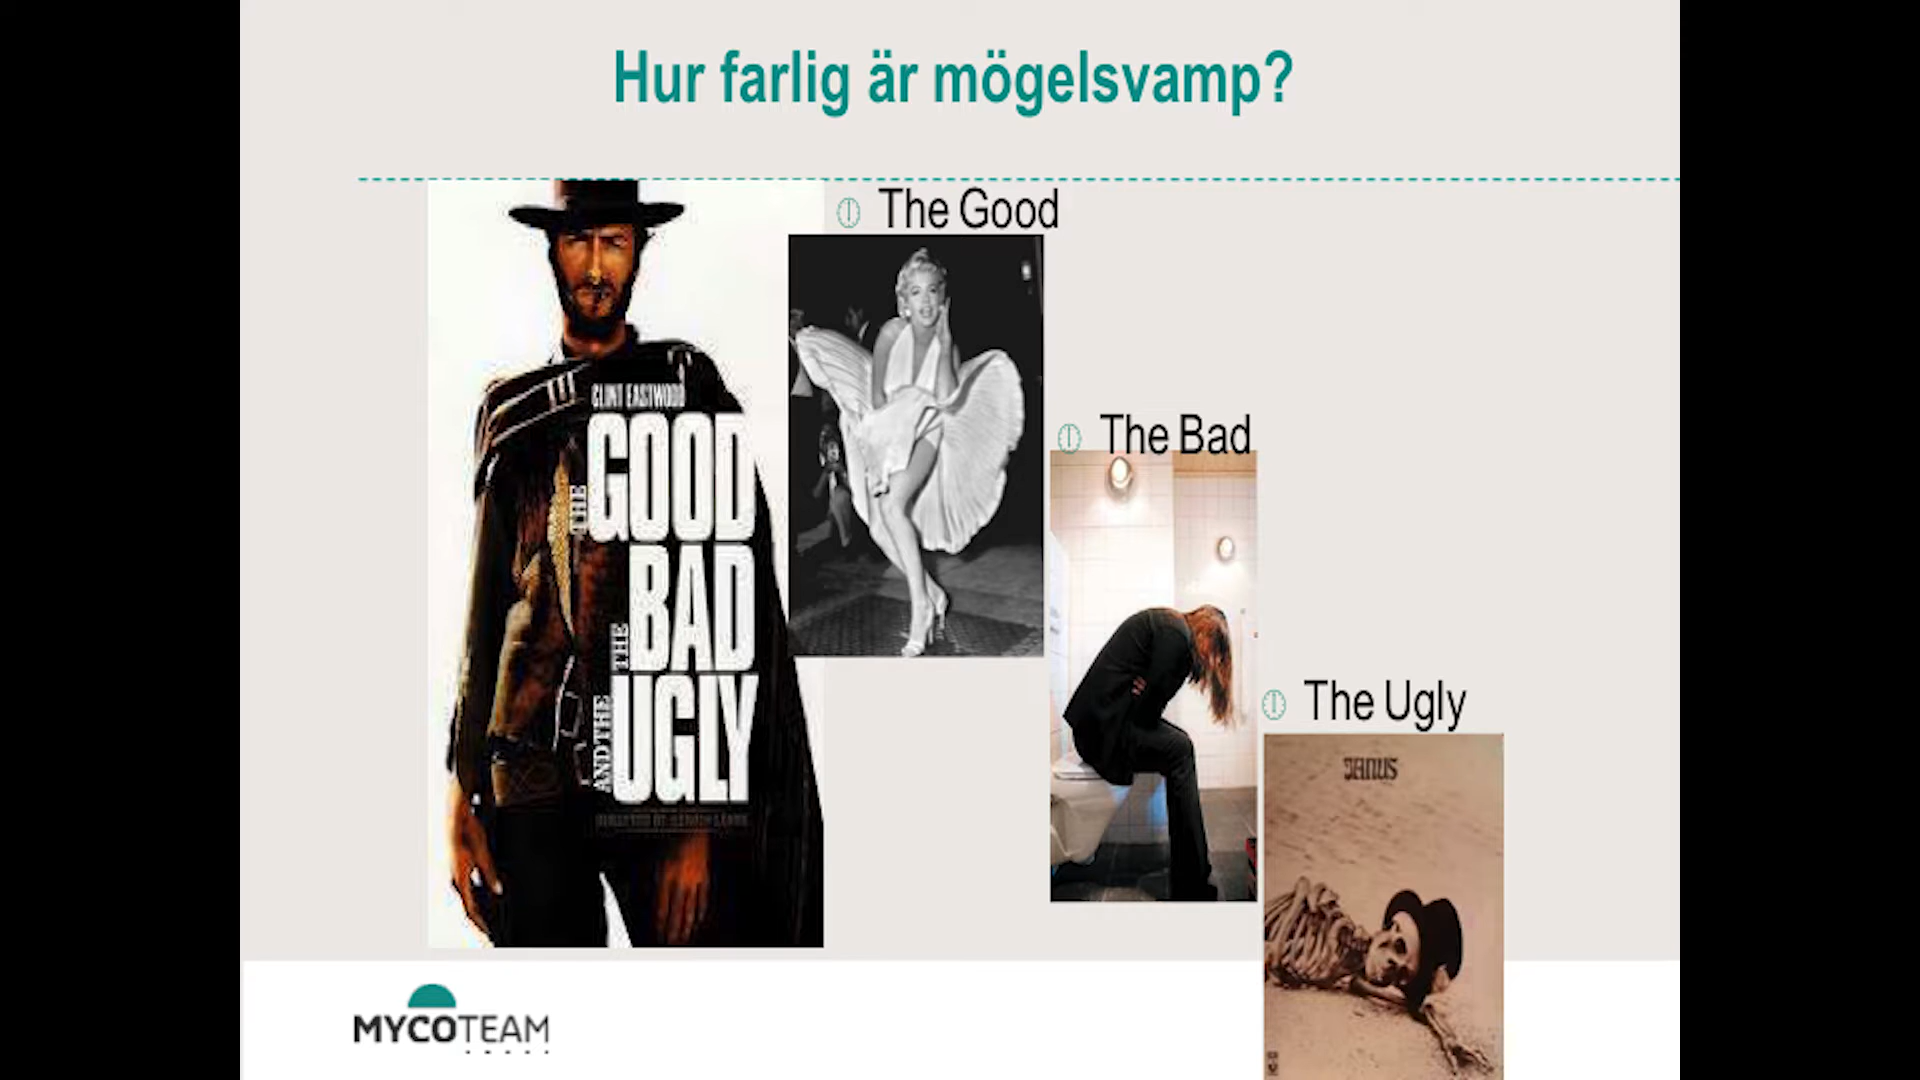 Hur farlig är mögelsvamp?
The Good
CLINT EASTWOOD
THE GOOD
THE BAD
AND THE UGLY
The Bad
The Ugly
JANUS
MYCOTEAM